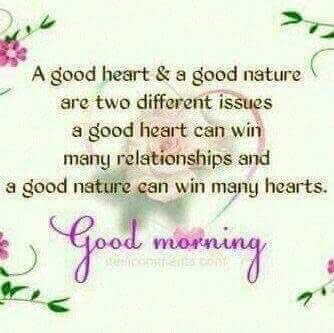 A good heart & a good nature
are two different issues
a good heart can win
many relationships and
a good nature can win many hearts.
Good morning